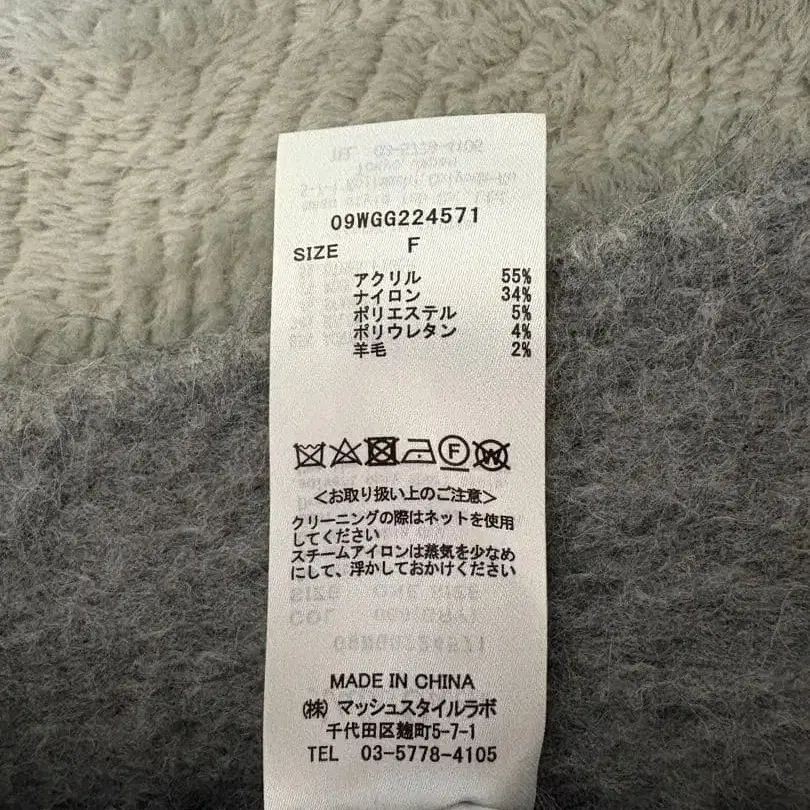 09WGG224571
SIZE F
アクリル 55%
ナイロン 34%
ポリエステル 5%
ポリウレタン 4%
羊毛 2%
F W
<お取り扱い上のご注意>
クリーニングの際はネットを使用
してください
スチームアイロンは蒸気を少なめ
にして、浮かしておかけください
MADE IN CHINA
(株)マッシュスタイルラボ
千代田区麹町5-7-1
TEL 03-5778-4105